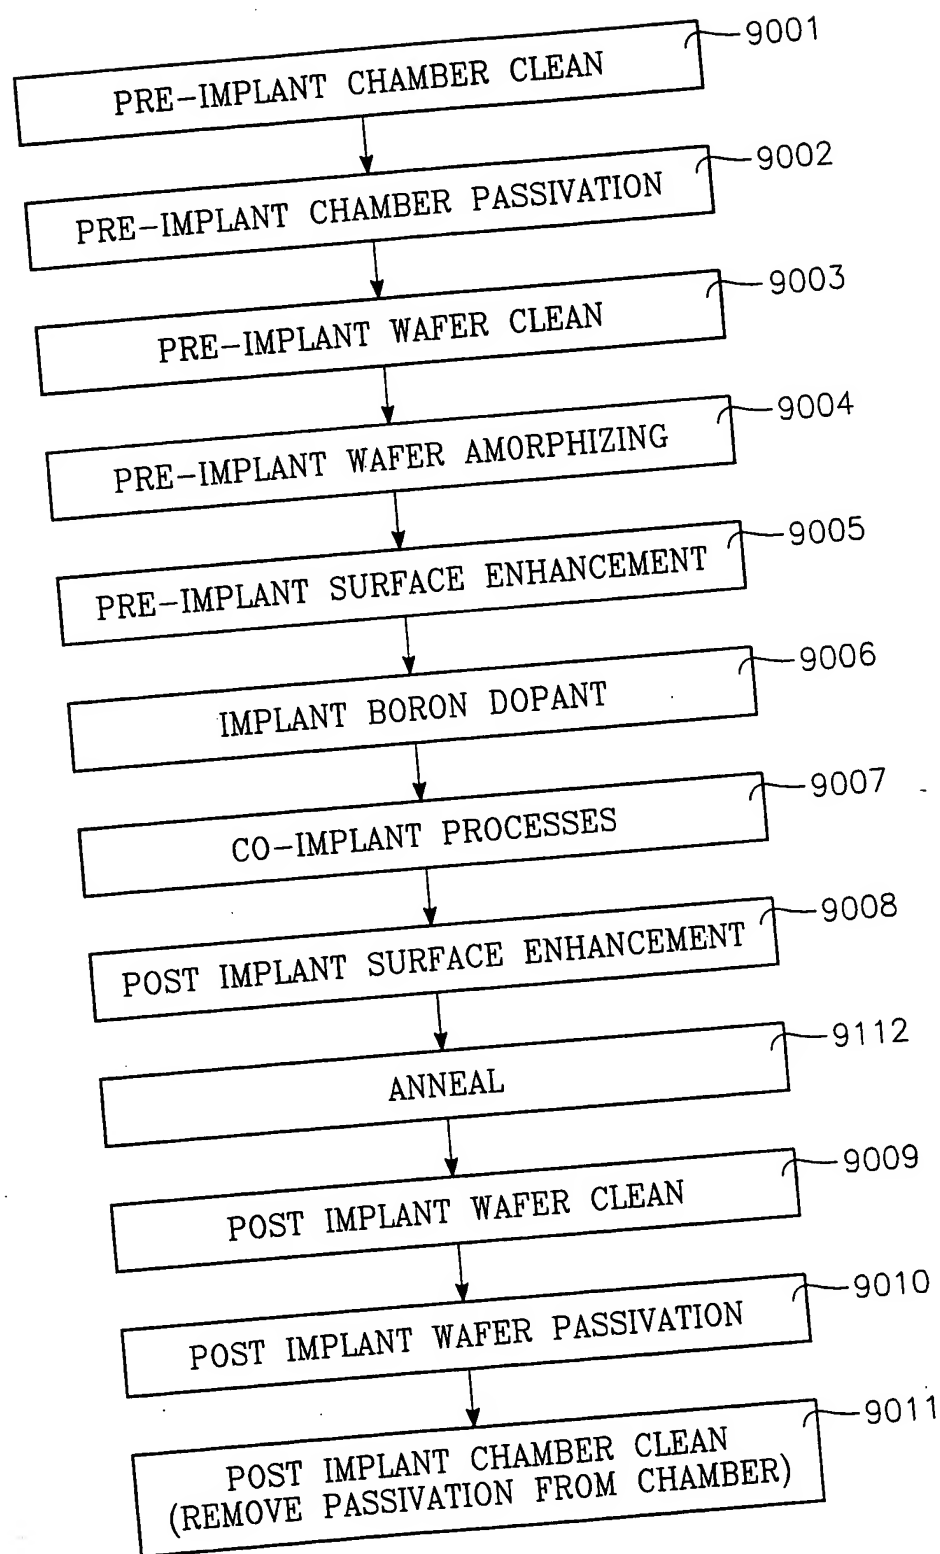 9001
PRE-IMPLANT CHAMBER CLEAN
9002
PRE-IMPLANT CHAMBER PASSIVATION
9003
PRE-IMPLANT WAFER CLEAN
9004
PRE-IMPLANT WAFER AMORPHIZING
9005
PRE-IMPLANT SURFACE ENHANCEMENT
9006
IMPLANT BORON DOPANT
9007
CO-IMPLANT PROCESSES
9008
POST IMPLANT SURFACE ENHANCEMENT
9112
ANNEAL
9009
POST IMPLANT WAFER CLEAN
9010
POST IMPLANT WAFER PASSIVATION
9011
POST IMPLANT CHAMBER CLEAN
(REMOVE PASSIVATION FROM CHAMBER)